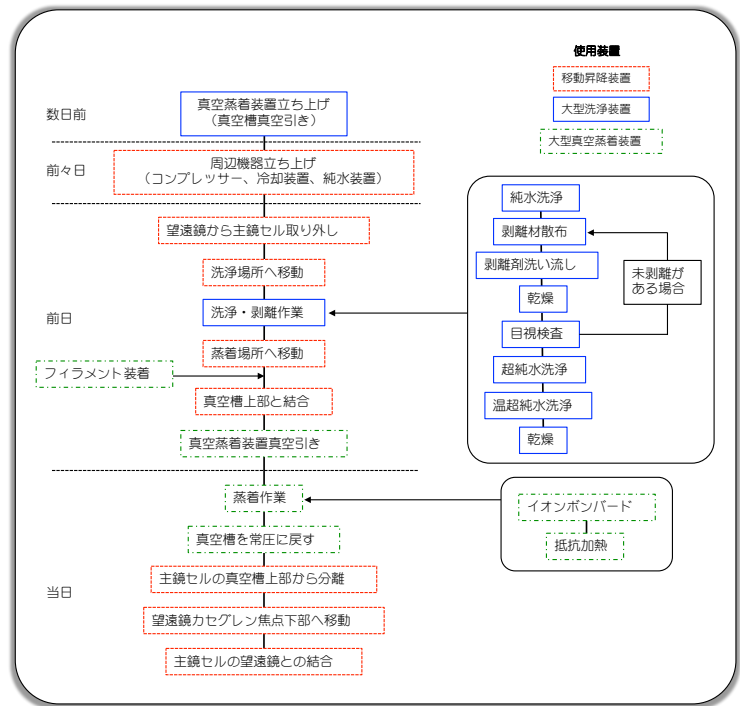 使用装置
移動昇降装置
大型洗浄装置
大型真空蒸着装置
数日前
真空蒸着装置立ち上げ
（真空槽真空引き）
前々日
周辺機器立ち上げ
（コンプレッサー、冷却装置、純水装置）
前日
望遠鏡から主鏡セル取り外し
洗浄場所へ移動
洗浄・剥離作業
蒸着場所へ移動
フィラメント装着
真空槽上部と結合
真空蒸着装置真空引き
純水洗浄
剥離材散布
剥離剤洗い流し
乾燥
目視検査
未剥離が
ある場合
超純水洗浄
温超純水洗浄
乾燥
当日
蒸着作業
真空槽を常圧に戻す
主鏡セルの真空槽上部から分離
望遠鏡カセグレン焦点下部へ移動
主鏡セルの望遠鏡との結合
イオンボンバード
抵抗加熱